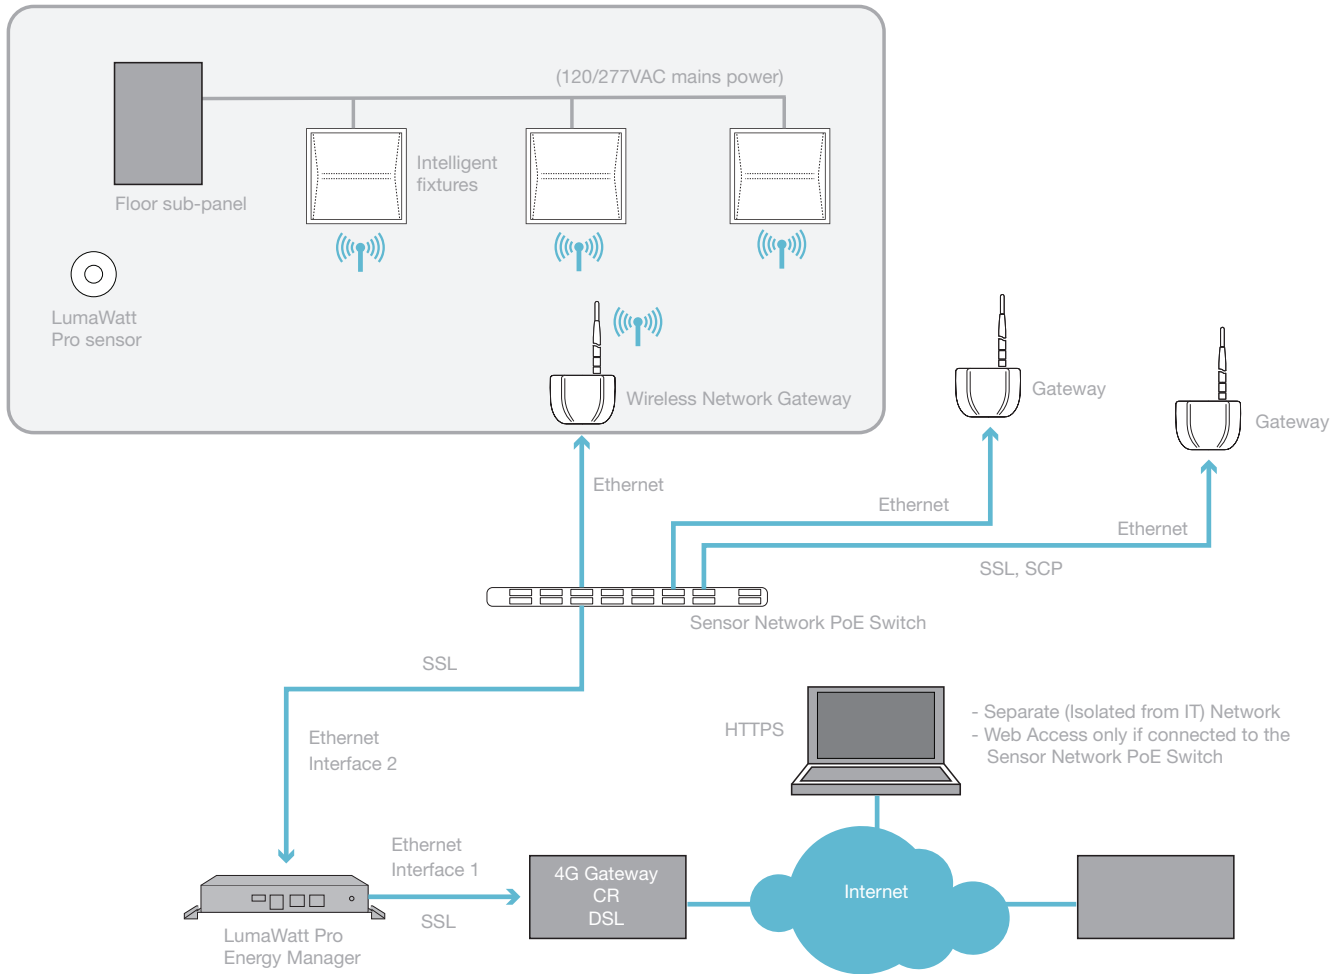 (120/277VAC mains power)
Intelligent
fixtures
Floor sub-panel
LumaWatt
Pro sensor
Wireless Network Gateway
Gateway
Gateway
Ethernet
Ethernet
Ethernet
SSL, SCP
Sensor Network PoE Switch
SSL
Ethernet
Interface 2
HTTPS
- Separate (Isolated from IT) Network
- Web Access only if connected to the
Sensor Network PoE Switch
Ethernet
Interface 1
SSL
4G Gateway
CR
DSL
Internet
LumaWatt Pro
Energy Manager